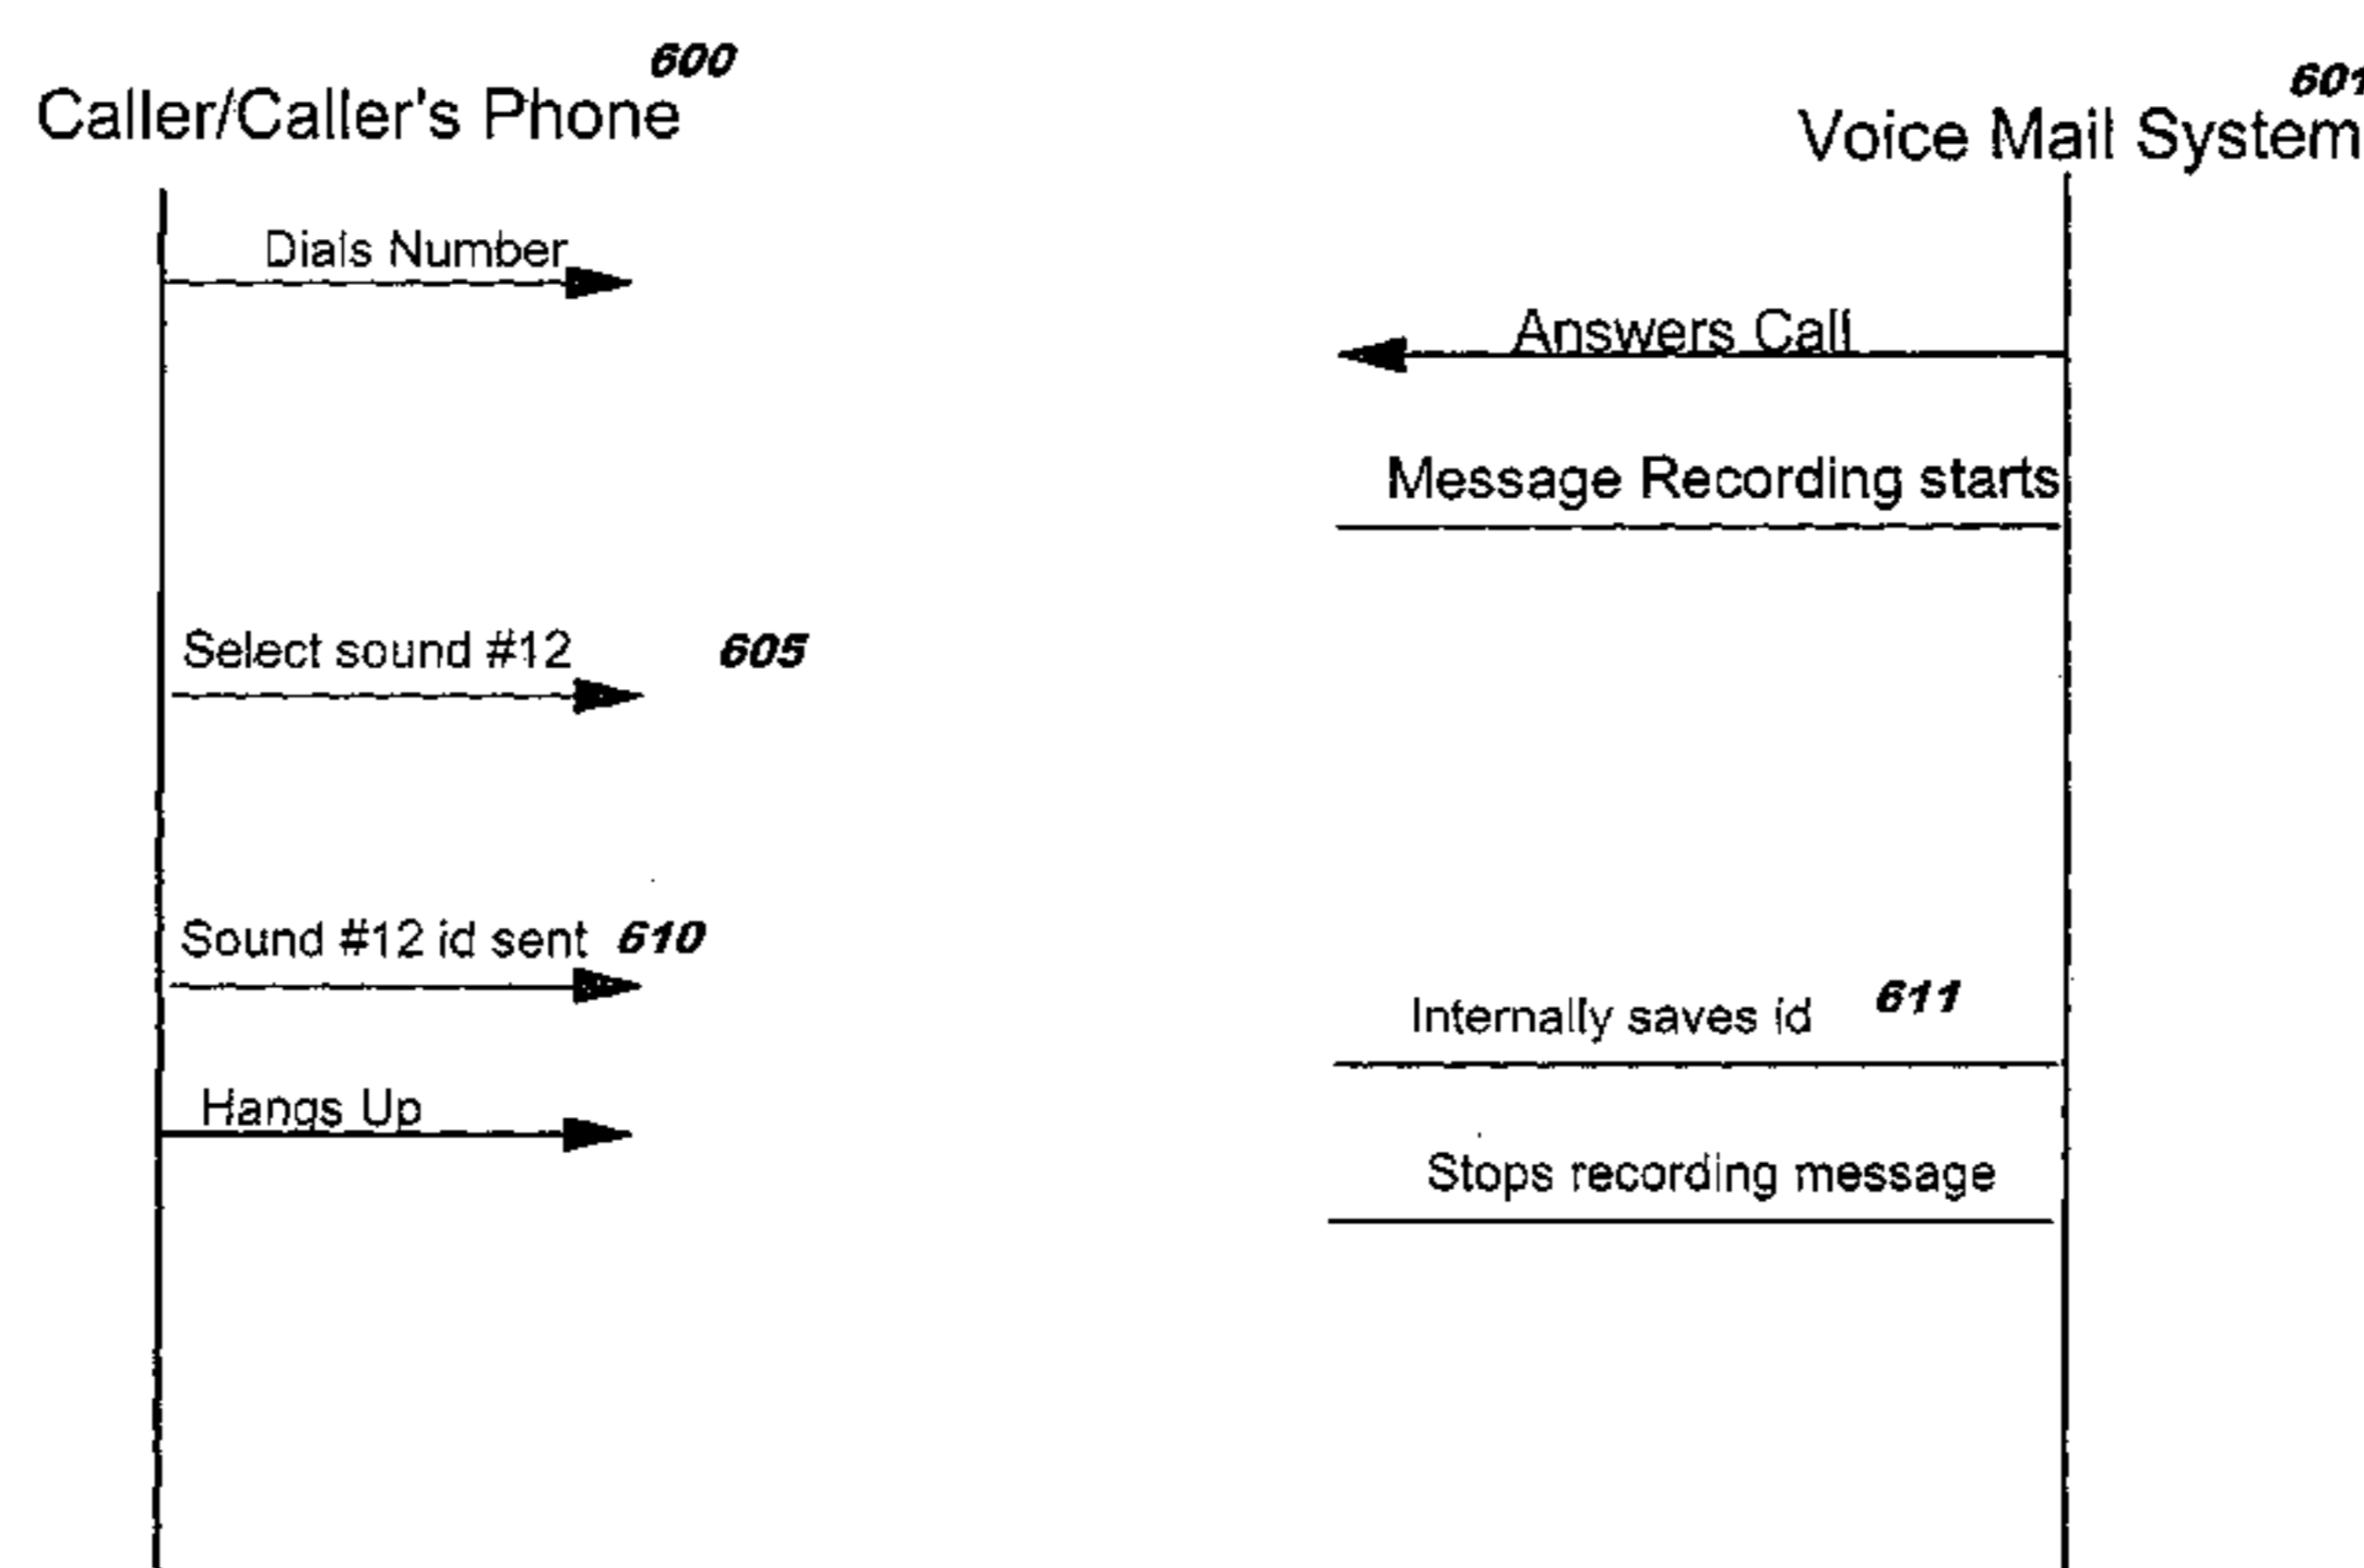 600
Caller/Caller's Phone
601
Voice Mail System
Dials Number
Answers Call
Message Recording starts
Select sound #12 605
Sound #12 id sent 610
Internally saves id 611
Hangs Up
Stops recording message